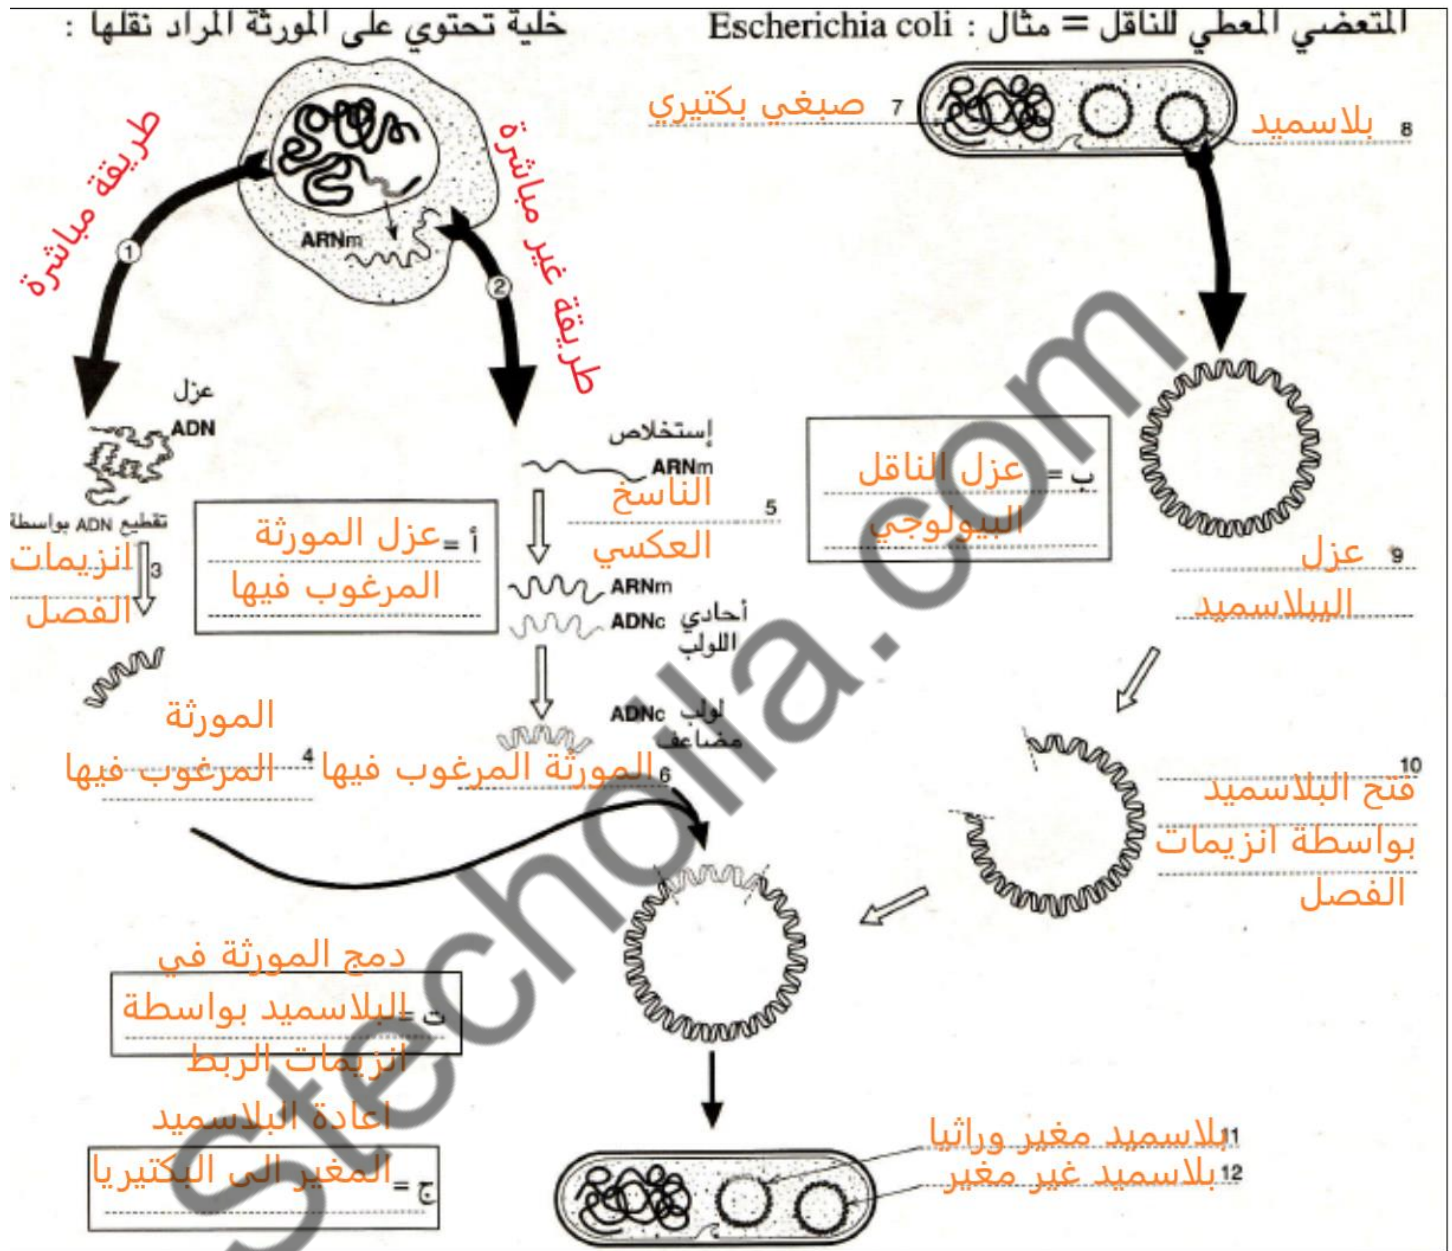 المتعضي المعطي للناقل = مثال : Escherichia coli
خلية تحتوي على المورثة المراد نقلها :
7 صبغي بكتيري
بلاسميد 8
طريقة مباشرة
1
طريقة غير مباشرة
2
ARNm
عزل
ADN
تقطيع ADN بواسطة
3 انزيمات
الفصل
المورثة
4 المرغوب فيها
أ = عزل المورثة
المرغوب فيها
إستخلاص
ARNm
5 الناسخ
العكسي
ARNm
ADNc أحادي
اللولب
ADNc لولب
مضاعف
6 المورثة المرغوب فيها
ب = عزل الناقل
البيولوجي
9 عزل
الببلاسميد
10
فتح البلاسميد
بواسطة انزيمات
الفصل
دمج المورثة في
ت = البلاسميد بواسطة
انزيمات الربط
اعادة البلاسميد
ج = المغير الى البكتيريا
11 بلاسميد مغير وراثيا
12 بلاسميد غير مغير
Stechoila.com